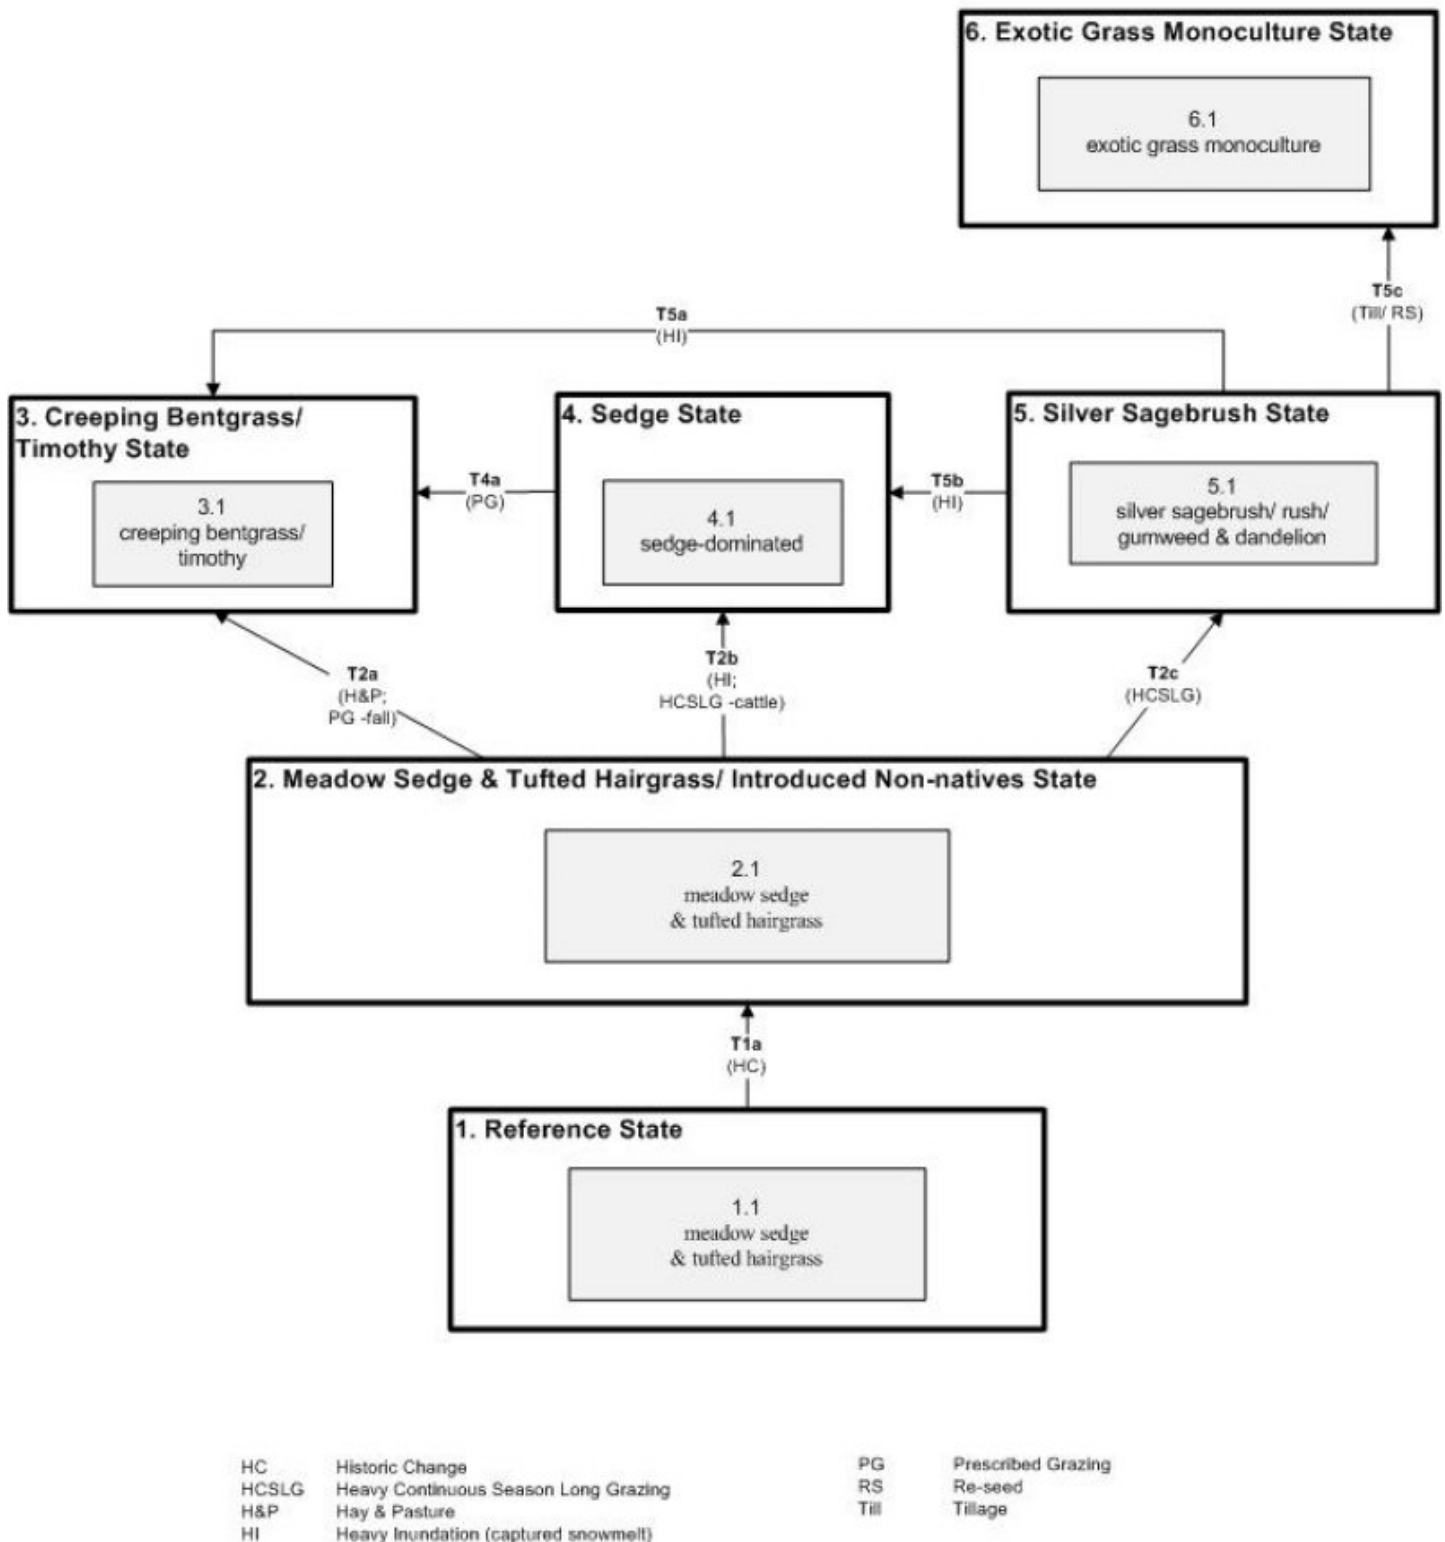 6. Exotic Grass Monoculture State
6.1
exotic grass monoculture
T5c
(Till/ RS)
T5a
(HI)
3. Creeping Bentgrass/
Timothy State
3.1
creeping bentgrass/
timothy
T4a
(PG)
4. Sedge State
4.1
sedge-dominated
T5b
(HI)
5. Silver Sagebrush State
5.1
silver sagebrush/ rush/
gumweed & dandelion
T2a
(H&P;
PG -fall)
T2b
(HI;
HCSLG -cattle)
T2c
(HCSLG)
2. Meadow Sedge & Tufted Hairgrass/ Introduced Non-natives State
2.1
meadow sedge
& tufted hairgrass
T1a
(HC)
1. Reference State
1.1
meadow sedge
& tufted hairgrass
HC Historic Change
HCSLG Heavy Continuous Season Long Grazing
H&P Hay & Pasture
HI Heavy Inundation (captured snowmelt)
PG Prescribed Grazing
RS Re-seed
Till Tillage